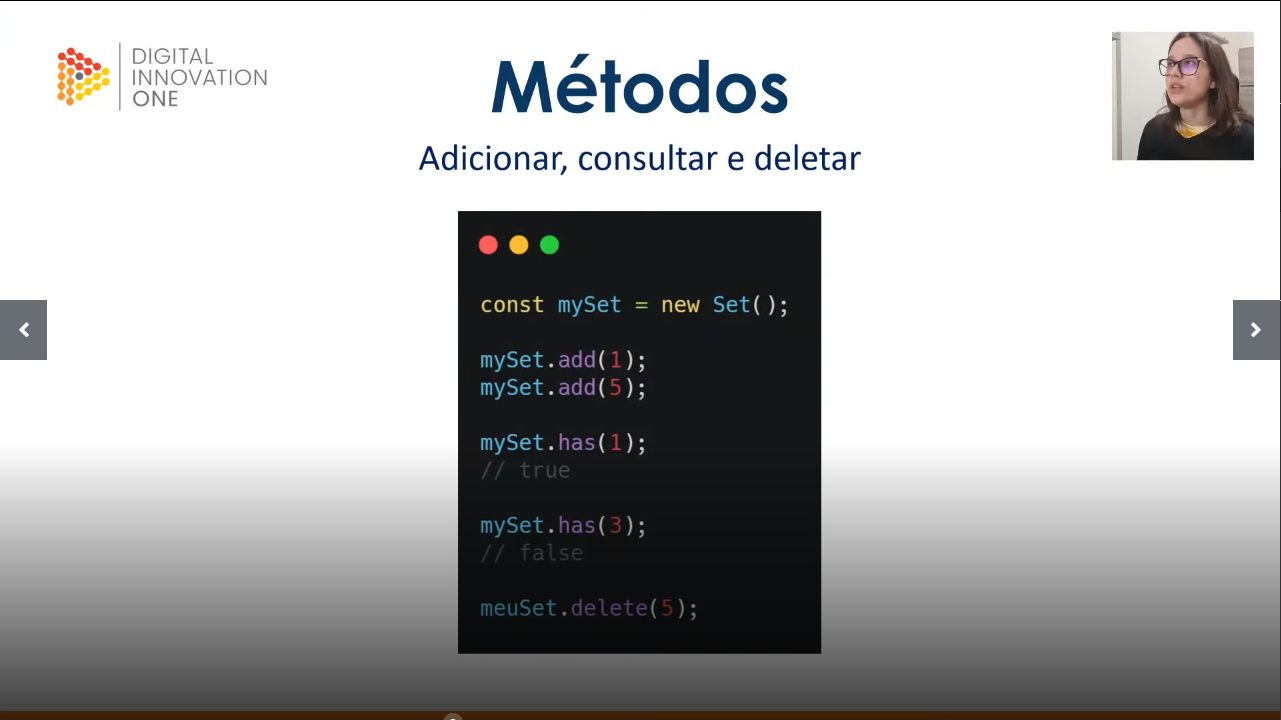 DIGITAL
INNOVATION
ONE
Métodos
Adicionar, consultar e deletar
const mySet = new Set();
mySet.add(1);
mySet.add(5);
mySet.has(1);
// true
mySet.has(3);
// false
meuSet.delete(5);